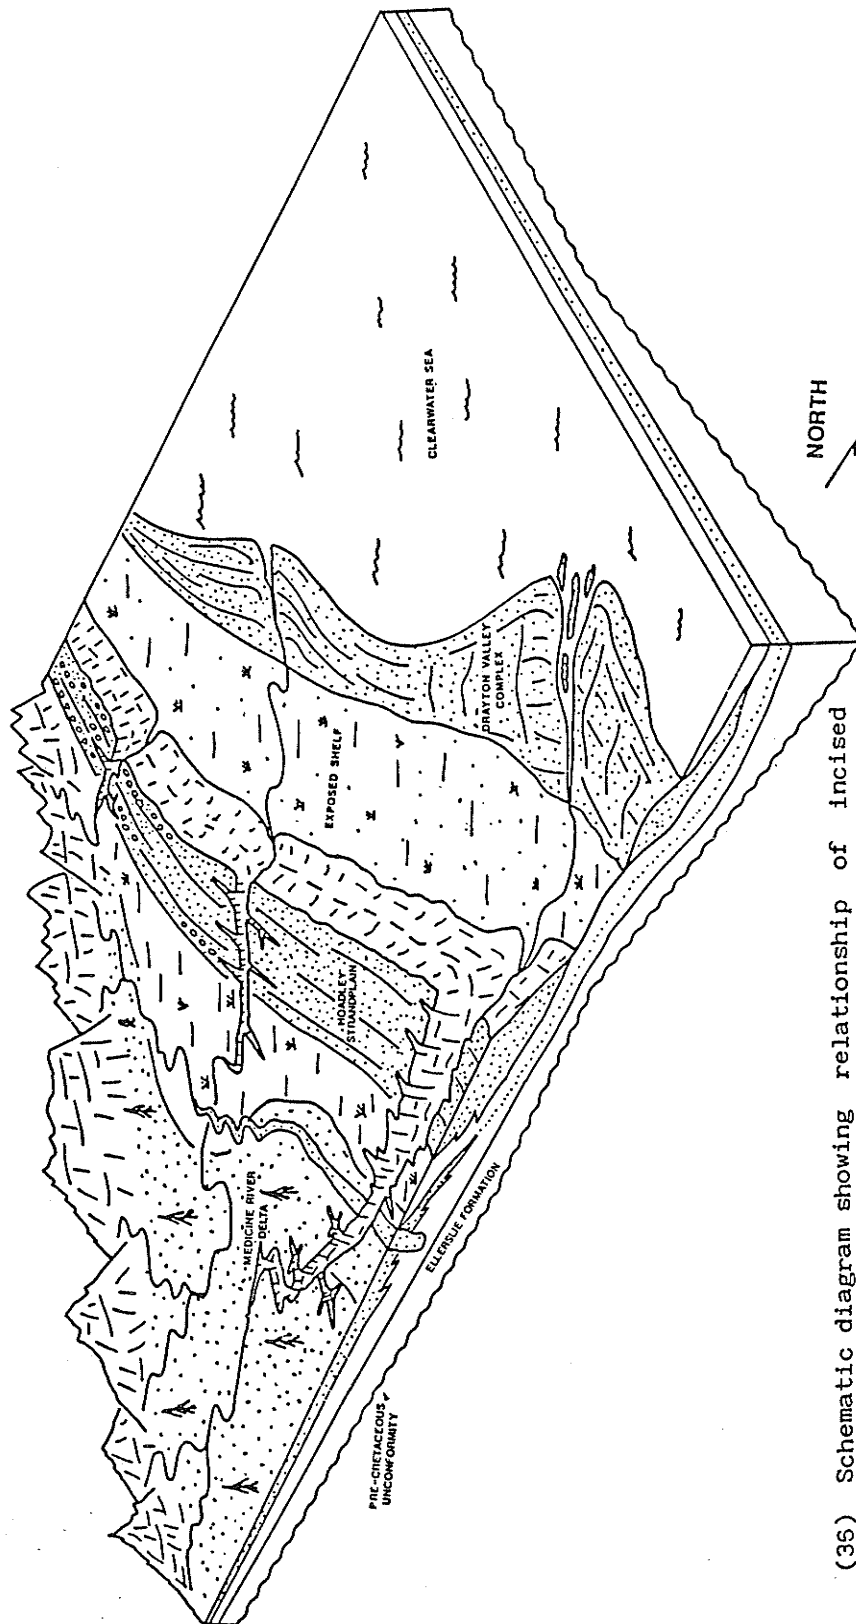 CLEARWATER SEA
NORTH
DRAYTON VALLEY
COMPLEX
EXPOSED SHELF
HOADLEY
STRANDPLAIN
MEDICINE RIVER
DELTA
ELLERSLIE FORMATION
PRE-CRETACEOUS
UNCONFORMITY
(36) Schematic diagram showing relationship of incised